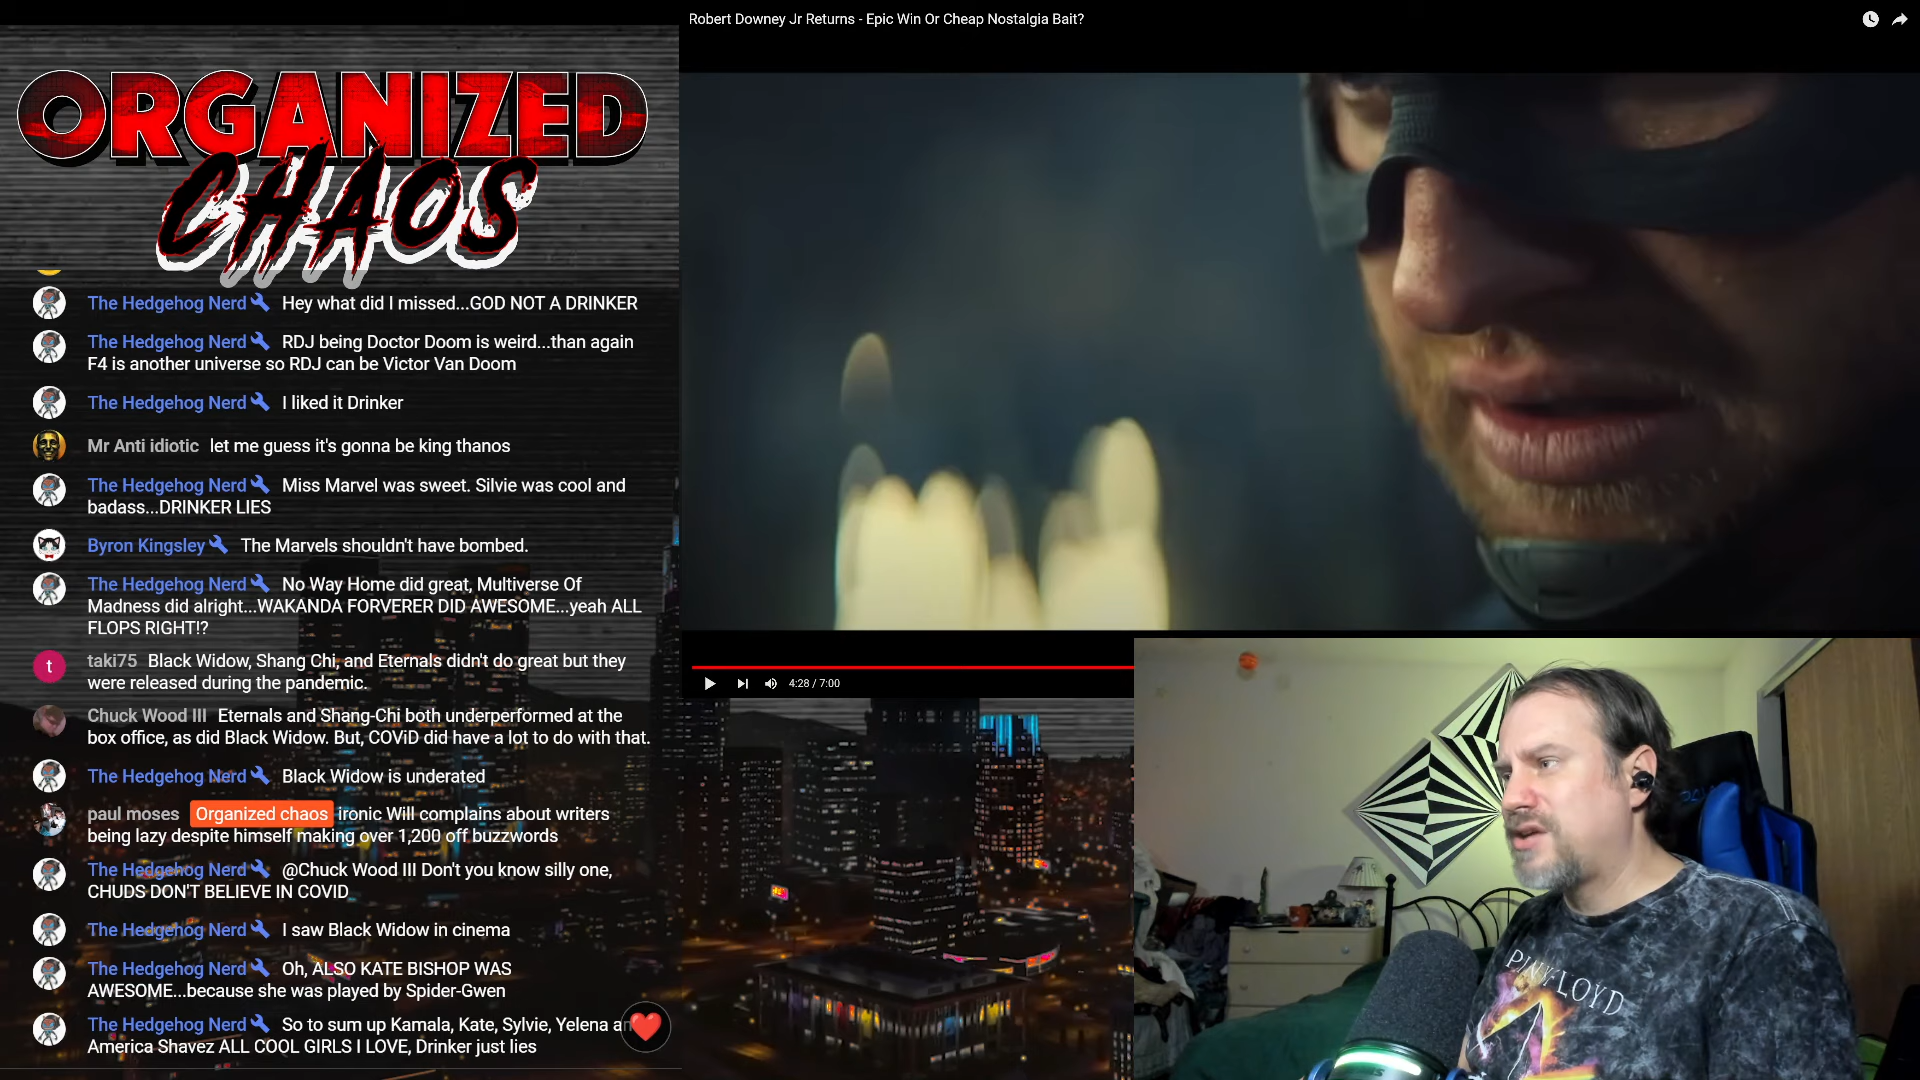 ORGANIZED
CHAOS
The Hedgehog Nerd Hey what did I missed...GOD NOT A DRINKER
The Hedgehog Nerd RDJ being Doctor Doom is weird...than again
F4 is another universe so RDJ can be Victor Van Doom
The Hedgehog Nerd I liked it Drinker
Mr Anti idiotic let me guess it's gonna be king thanos
The Hedgehog Nerd Miss Marvel was sweet. Silvie was cool and
badass...DRINKER LIES
Byron Kingsley The Marvels shouldn't have bombed.
The Hedgehog Nerd No Way Home did great, Multiverse Of
Madness did alright...WAKANDA FORVERER DID AWESOME...yeah ALL
FLOPS RIGHT!?
t
taki75 Black Widow, Shang Chi, and Eternals didn't do great but they
were released during the pandemic.
Chuck Wood III Eternals and Shang-Chi both underperformed at the
box office, as did Black Widow. But, COViD did have a lot to do with that.
The Hedgehog Nerd Black Widow is underated
paul moses Organized chaos ironic Will complains about writers
being lazy despite himself making over 1,200 off buzzwords
The Hedgehog Nerd @Chuck Wood III Don't you know silly one,
CHUDS DON'T BELIEVE IN COVID
The Hedgehog Nerd I saw Black Widow in cinema
The Hedgehog Nerd Oh, ALSO KATE BISHOP WAS
AWESOME...because she was played by Spider-Gwen
The Hedgehog Nerd So to sum up Kamala, Kate, Sylvie, Yelena
America Shavez ALL COOL GIRLS I LOVE, Drinker just lies
Robert Downey Jr Returns - Epic Win Or Cheap Nostalgia Bait?
4:28 / 7:00
PINK FLOYD